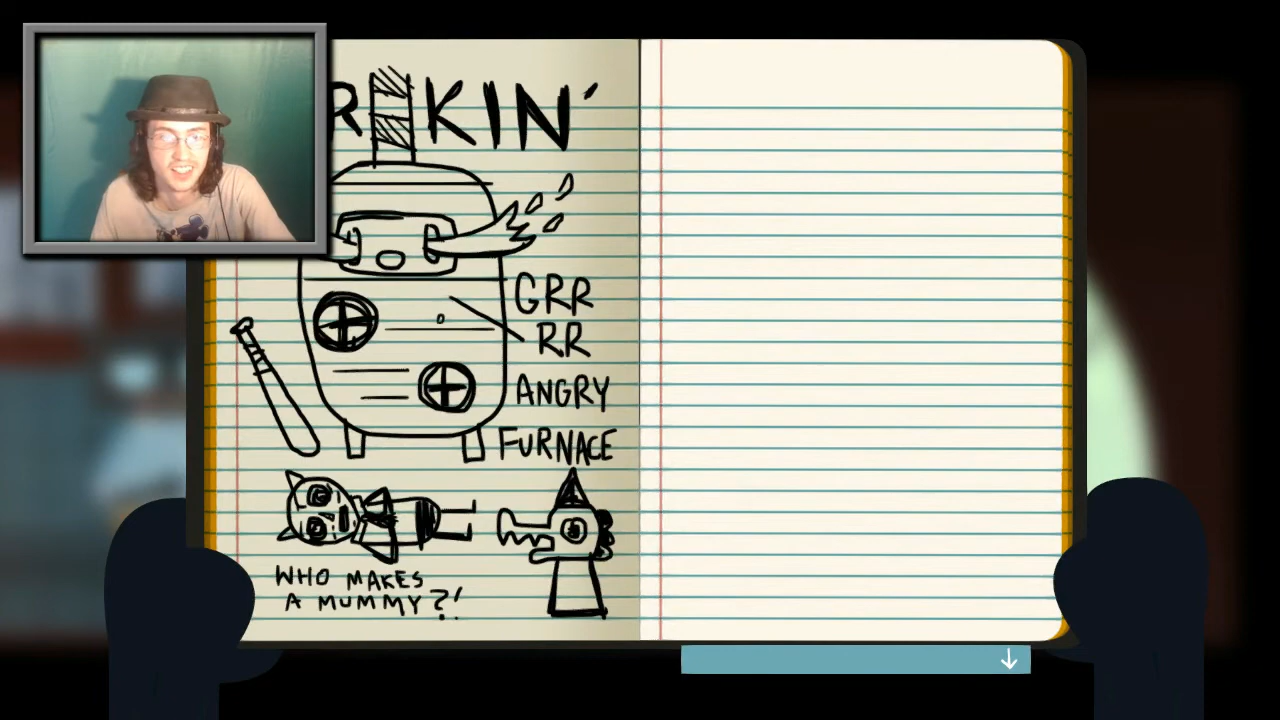 RKIN'
GRR
RR
ANGRY
FURNACE
WHO MAKES
A MUMMY?!